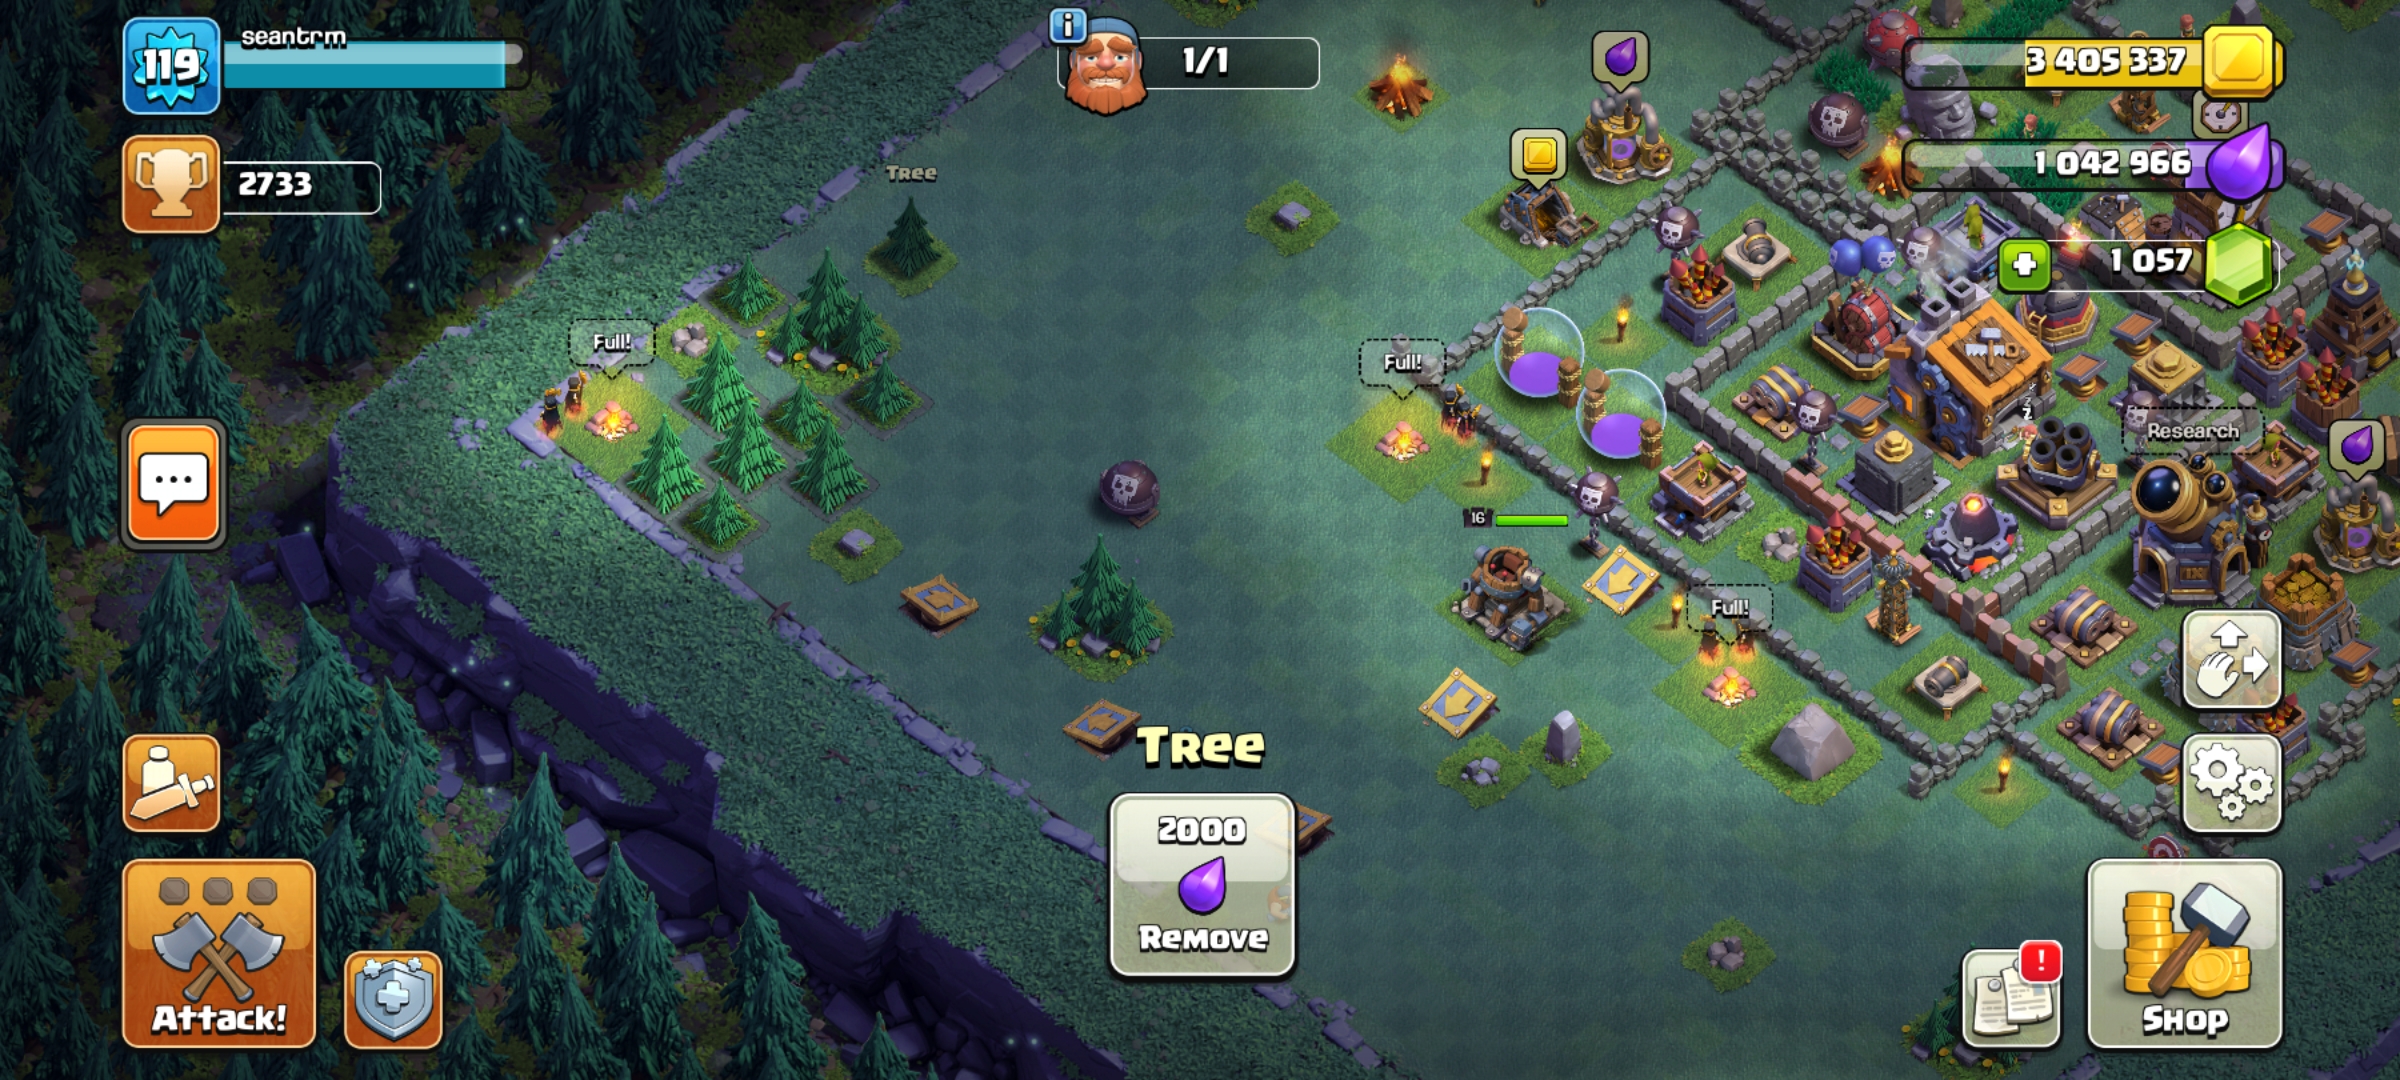 119
seantrm
2733
i
1/1
3 405 337
1 042 966
1 057
Tree
Full!
Full!
16
Full!
Research
z
z
IX
Tree
2000
Remove
Attack!
!
Shop